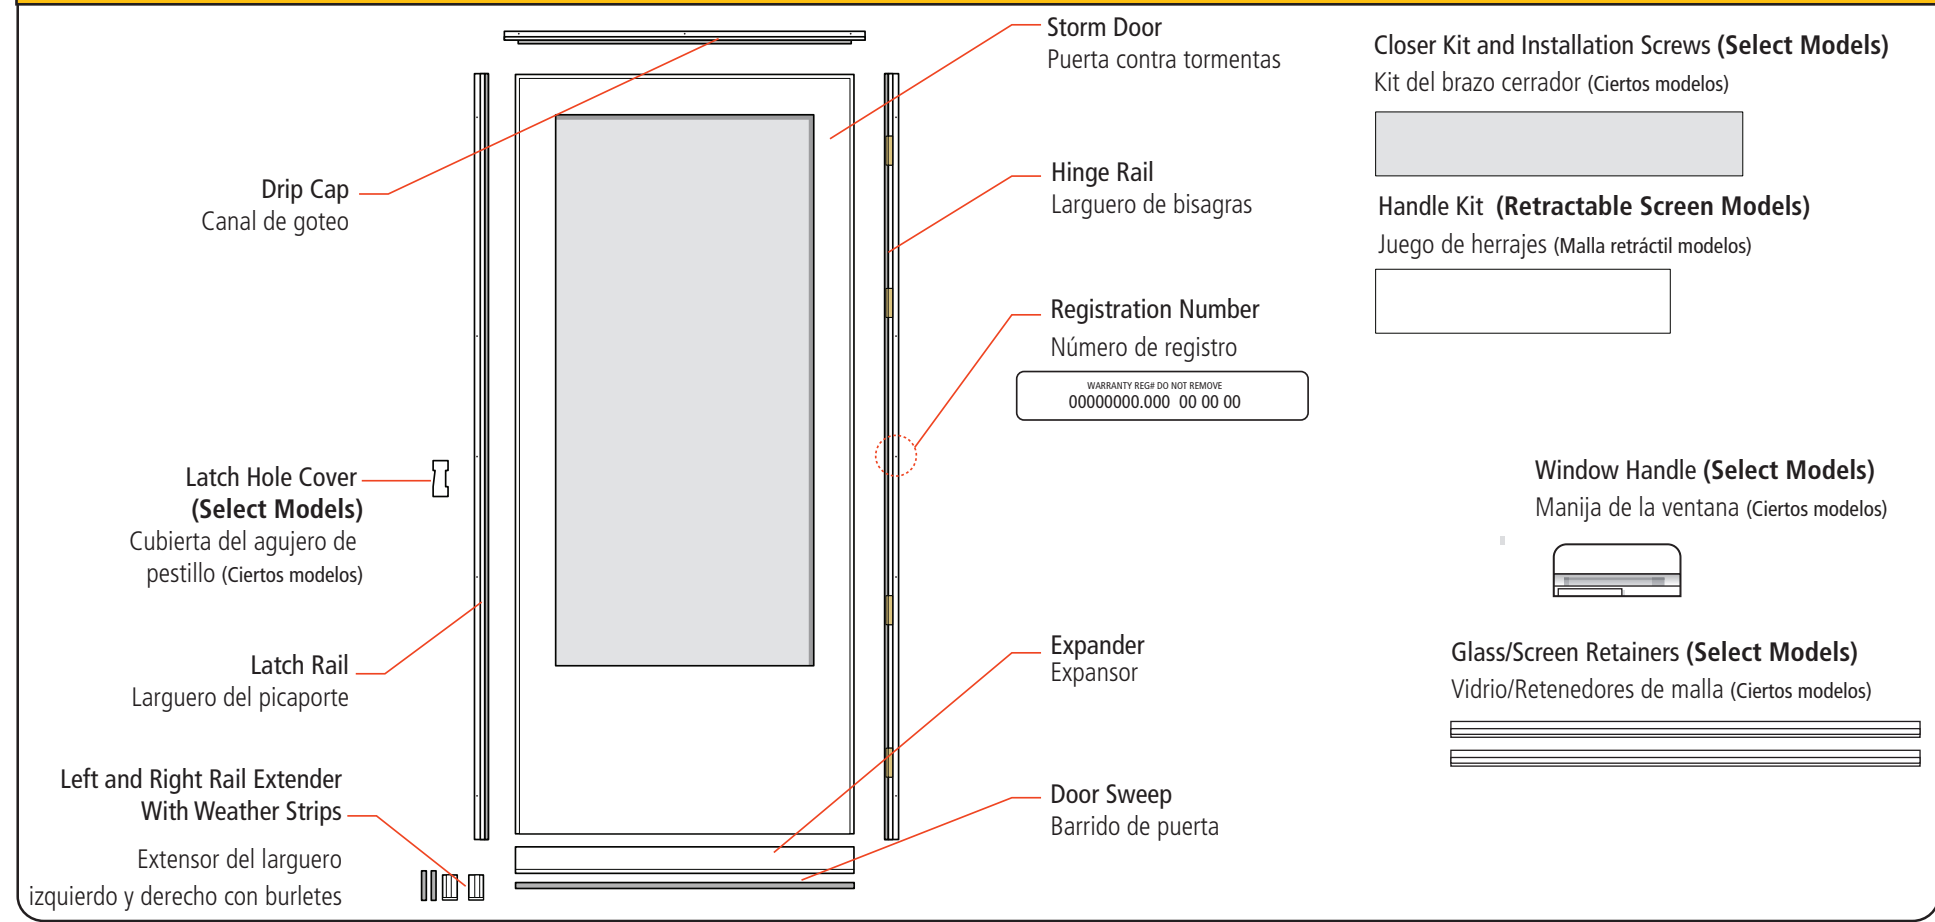 Storm Door
Puerta contra tormentas
Drip Cap
Canal de goteo
Hinge Rail
Larguero de bisagras
Registration Number
Número de registro
WARRANTY REG# DO NOT REMOVE
00000000.000 00 00 00
Latch Hole Cover
(Select Models)
Cubierta del agujero de
pestillo (Ciertos modelos)
Latch Rail
Larguero del picaporte
Expander
Expansor
Left and Right Rail Extender
With Weather Strips
Extensor del larguero
izquierdo y derecho con burletes
Door Sweep
Barrido de puerta
Closer Kit and Installation Screws (Select Models)
Kit del brazo cerrador (Ciertos modelos)
Handle Kit (Retractable Screen Models)
Juego de herrajes (Malla retráctil modelos)
Window Handle (Select Models)
Manija de la ventana (Ciertos modelos)
Glass/Screen Retainers (Select Models)
Vidrio/Retenedores de malla (Ciertos modelos)